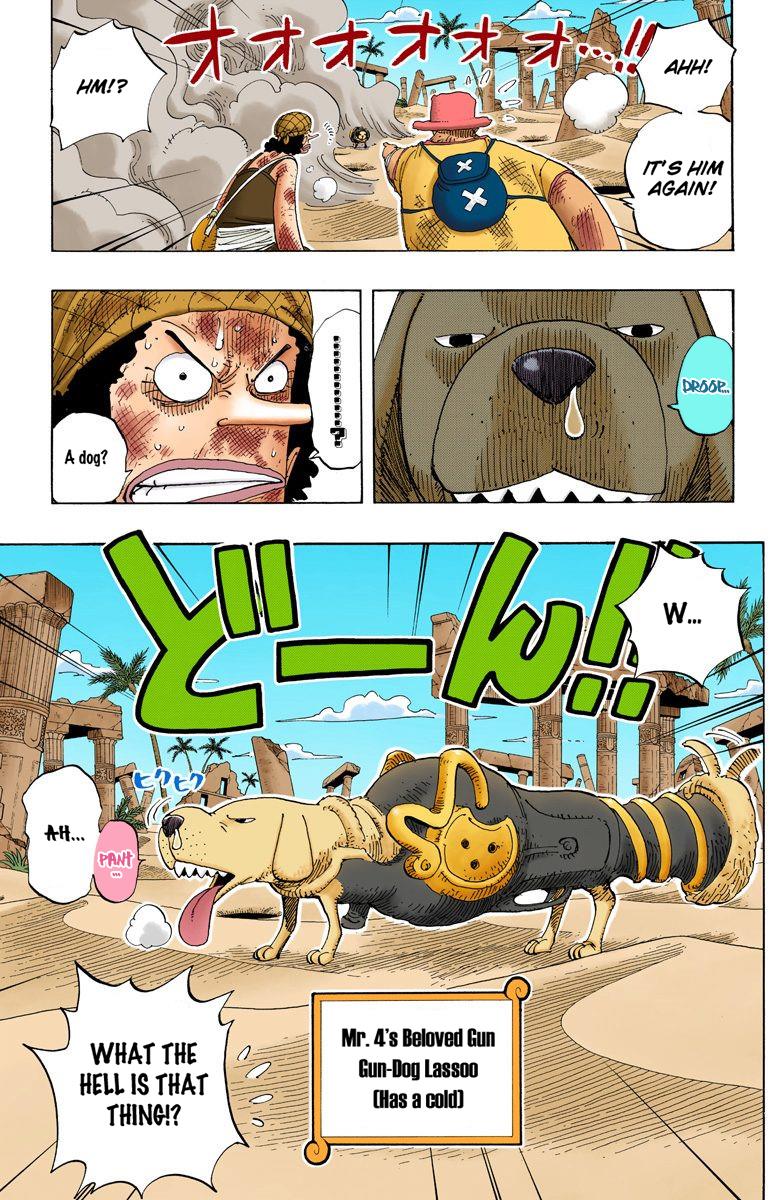 オオオオオオオ…!!
HM!?
AHH!
IT'S HIM
AGAIN!
A dog?
DROOP...
どーん!!
W...
ヒクヒク
AH...
PANT
...
WHAT THE
HELL IS THAT
THING!?
Mr. 4's Beloved Gun
Gun-Dog Lassoo
(Has a cold)